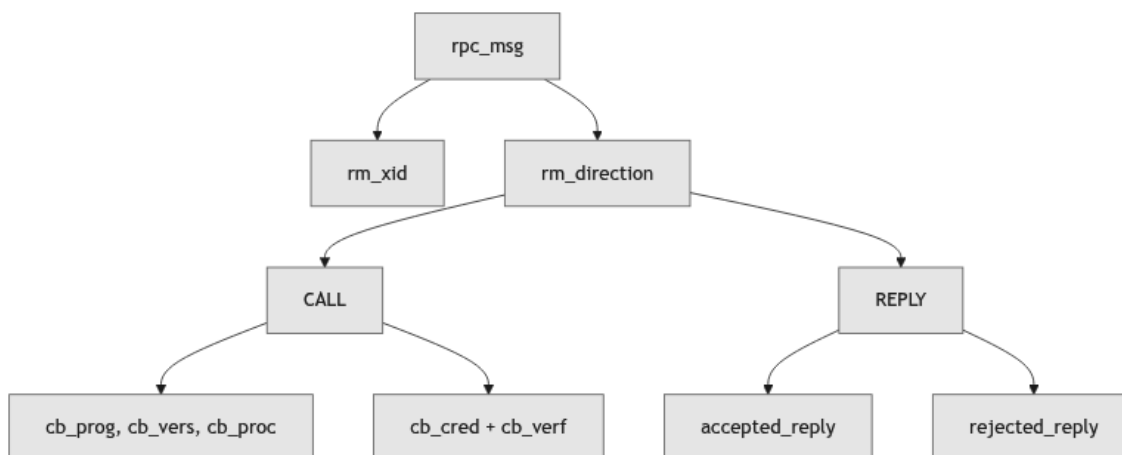 rpc_msg
rm_xid
rm_direction
CALL
REPLY
cb_prog, cb_vers, cb_proc
cb_cred + cb_verf
accepted_reply
rejected_reply